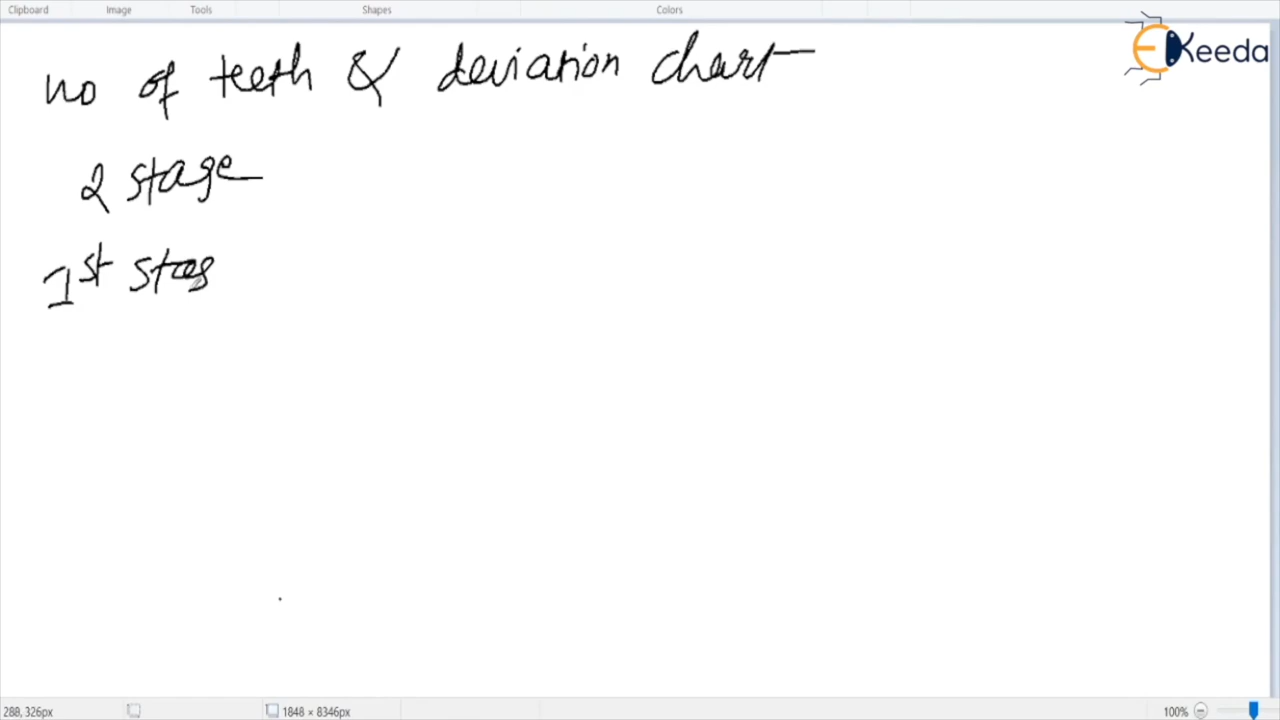 Clipboard Image Tools Shapes Colors
EKeeda
no of teeth & deviation chart
2 stage
1st stag
288, 326px 1848 × 8346px 100%